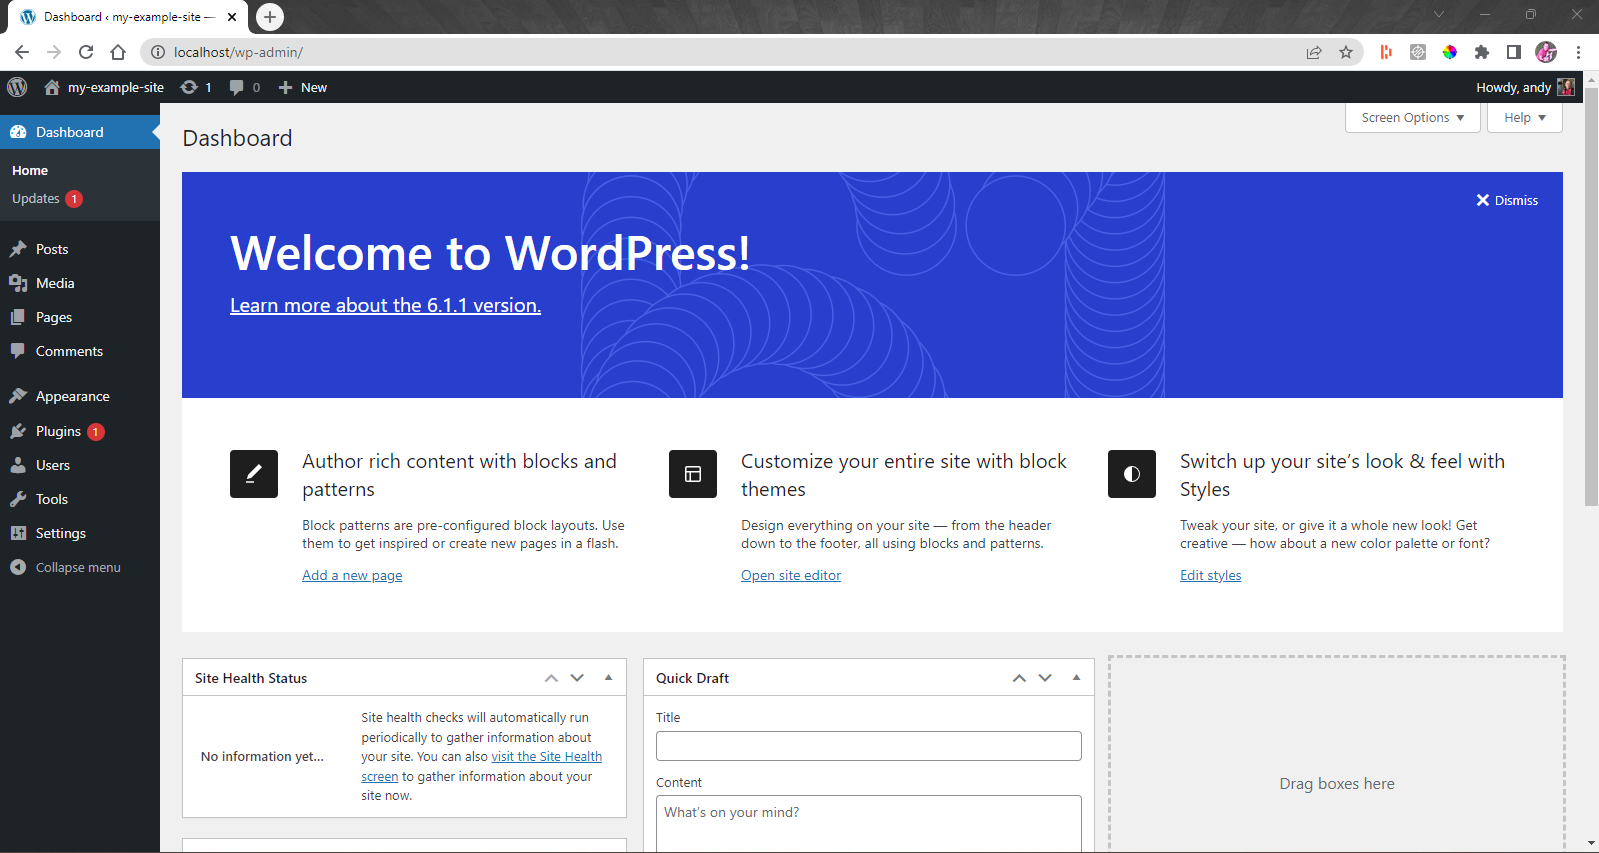 Dashboard ‹ my-example-site —
localhost/wp-admin/
my-example-site 1 0 New Howdy, andy
Dashboard
Home
Updates 1
Posts
Media
Pages
Comments
Appearance
Plugins 1
Users
Tools
Settings
Collapse menu
Screen Options Help
Dashboard
Dismiss
Welcome to WordPress!
Learn more about the 6.1.1 version.
Author rich content with blocks and
patterns
Block patterns are pre-configured block layouts. Use
them to get inspired or create new pages in a flash.
Add a new page
Customize your entire site with block
themes
Design everything on your site — from the header
down to the footer, all using blocks and patterns.
Open site editor
Switch up your site’s look & feel with
Styles
Tweak your site, or give it a whole new look! Get
creative — how about a new color palette or font?
Edit styles
Site Health Status
No information yet...
Site health checks will automatically run
periodically to gather information about
your site. You can also visit the Site Health
screen to gather information about your
site now.
Quick Draft
Title
Content
What’s on your mind?
Drag boxes here